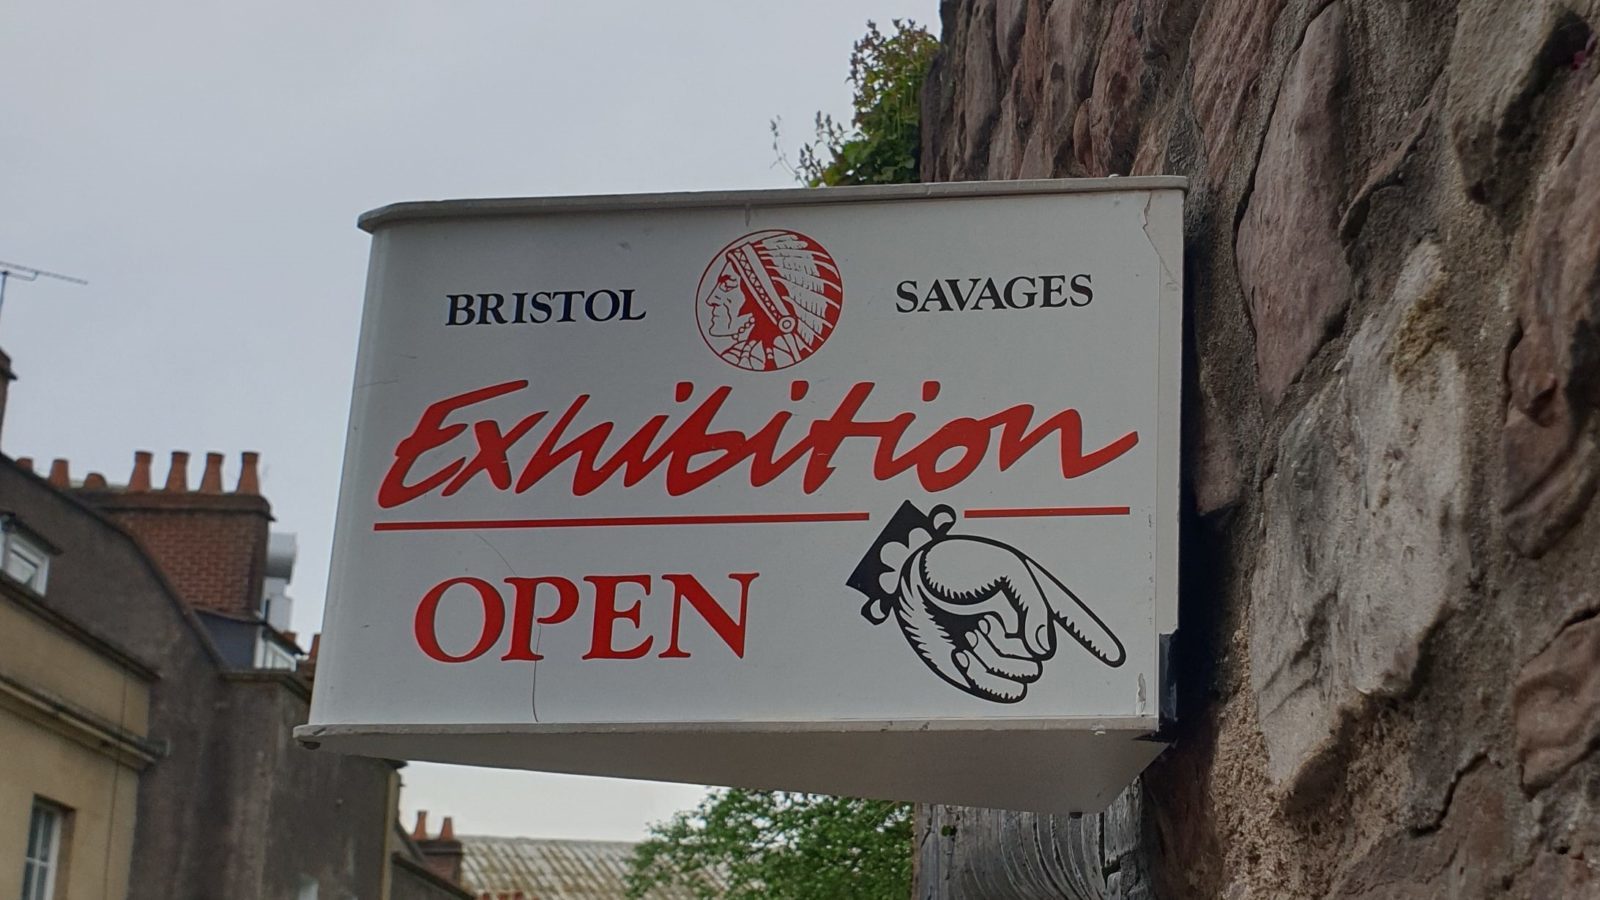 BRISTOL SAVAGES
Exhibition
OPEN